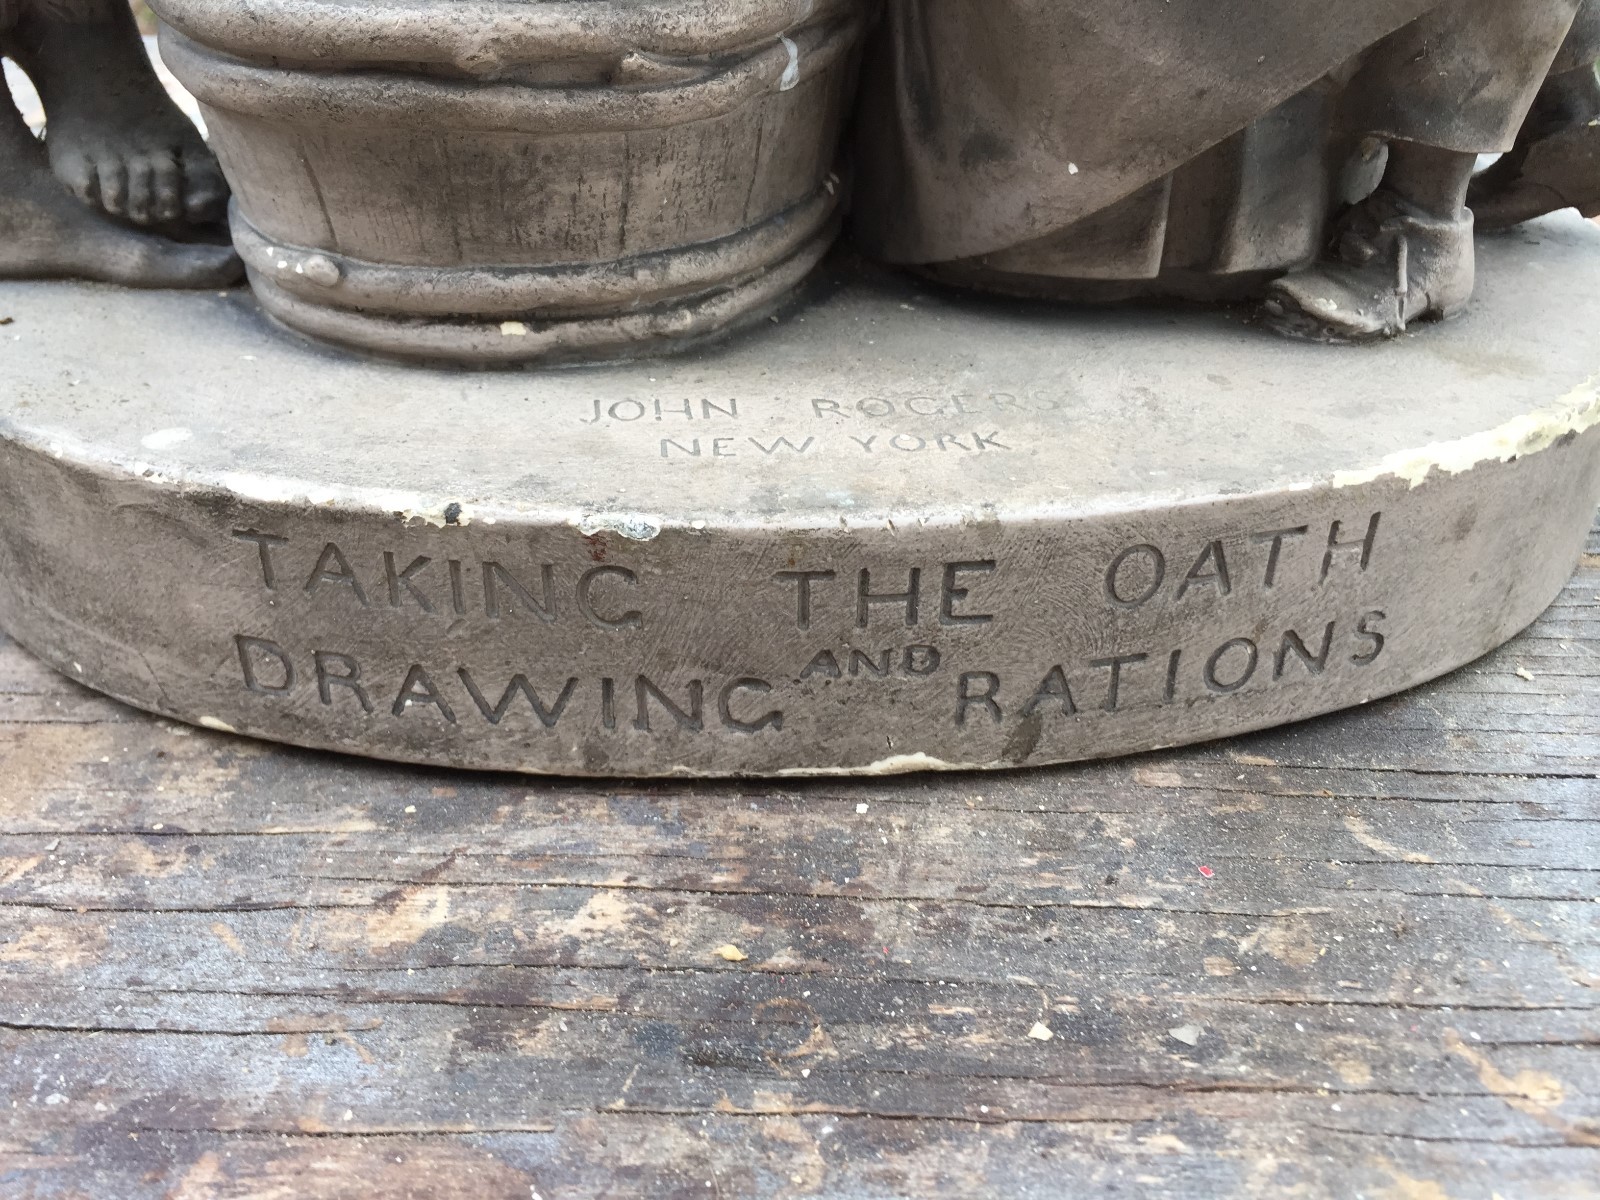 JOHN ROGERS
NEW YORK
TAKING THE OATH
DRAWING AND RATIONS